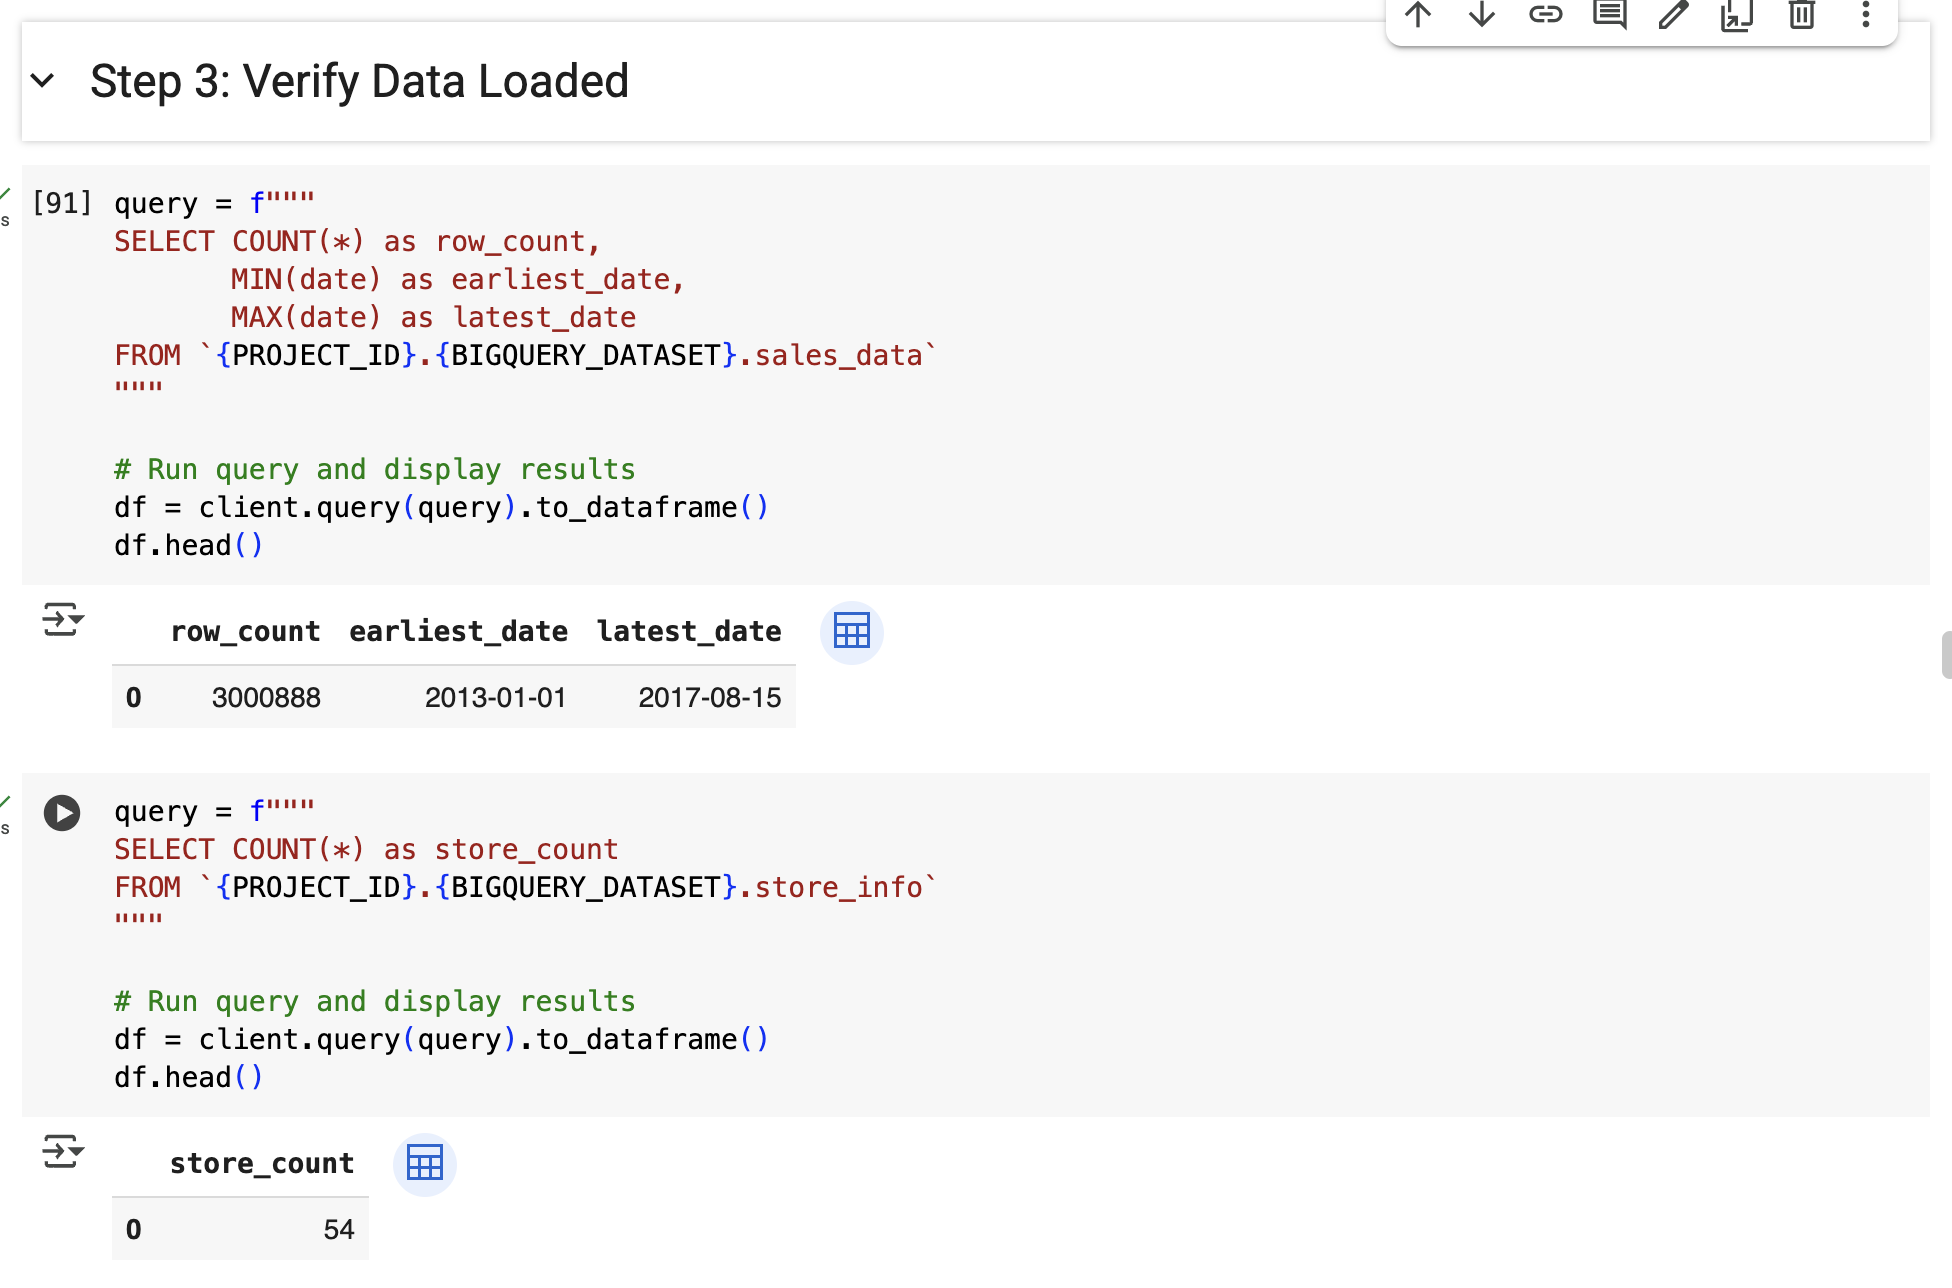 Step 3: Verify Data Loaded
s
[91] query = f"""
SELECT COUNT(*) as row_count,
       MIN(date) as earliest_date,
       MAX(date) as latest_date
FROM `{PROJECT_ID}.{BIGQUERY_DATASET}.sales_data`
"""
# Run query and display results
df = client.query(query).to_dataframe()
df.head()
row_count earliest_date latest_date
0 3000888 2013-01-01 2017-08-15
s
query = f"""
SELECT COUNT(*) as store_count
FROM `{PROJECT_ID}.{BIGQUERY_DATASET}.store_info`
"""
# Run query and display results
df = client.query(query).to_dataframe()
df.head()
store_count
0 54